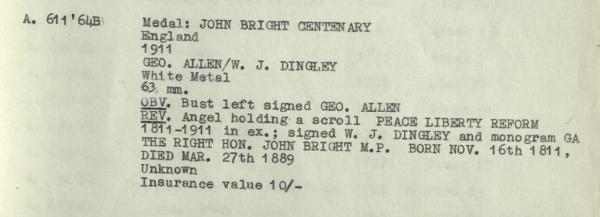 A. 611'64B Medal: JOHN BRIGHT CENTENARY
England
1911
GEO. ALLEN/W. J. DINGLEY
White Metal
63 mm.
OBV. Bust left signed GEO. ALLEN
REV. Angel holding a scroll PEACE LIBERTY REFORM
1811-1911 in ex.; signed W. J. DINGLEY and monogram GA
THE RIGHT HON. JOHN BRIGHT M.P. BORN NOV. 16th 1811,
DIED MAR. 27th 1889
Unknown
Insurance value 10/-